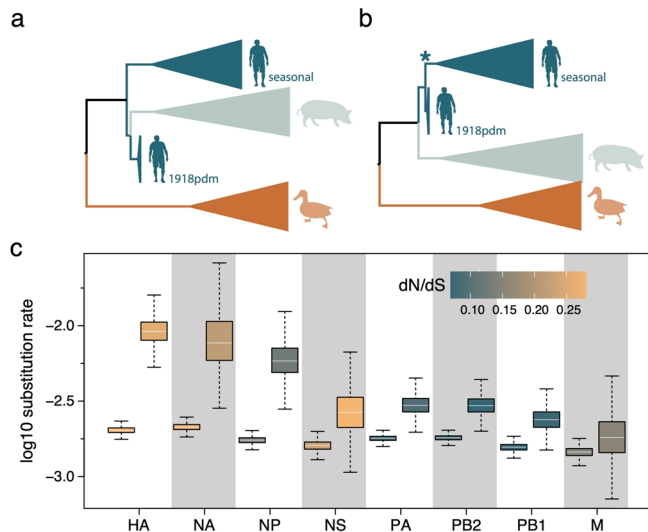 a
b
seasonal
seasonal
1918pdm
1918pdm
*
c
dN/dS
0.10 0.15 0.20 0.25
log10 substitution rate
−2.0
−2.5
−3.0
HA NA NP NS PA PB2 PB1 M